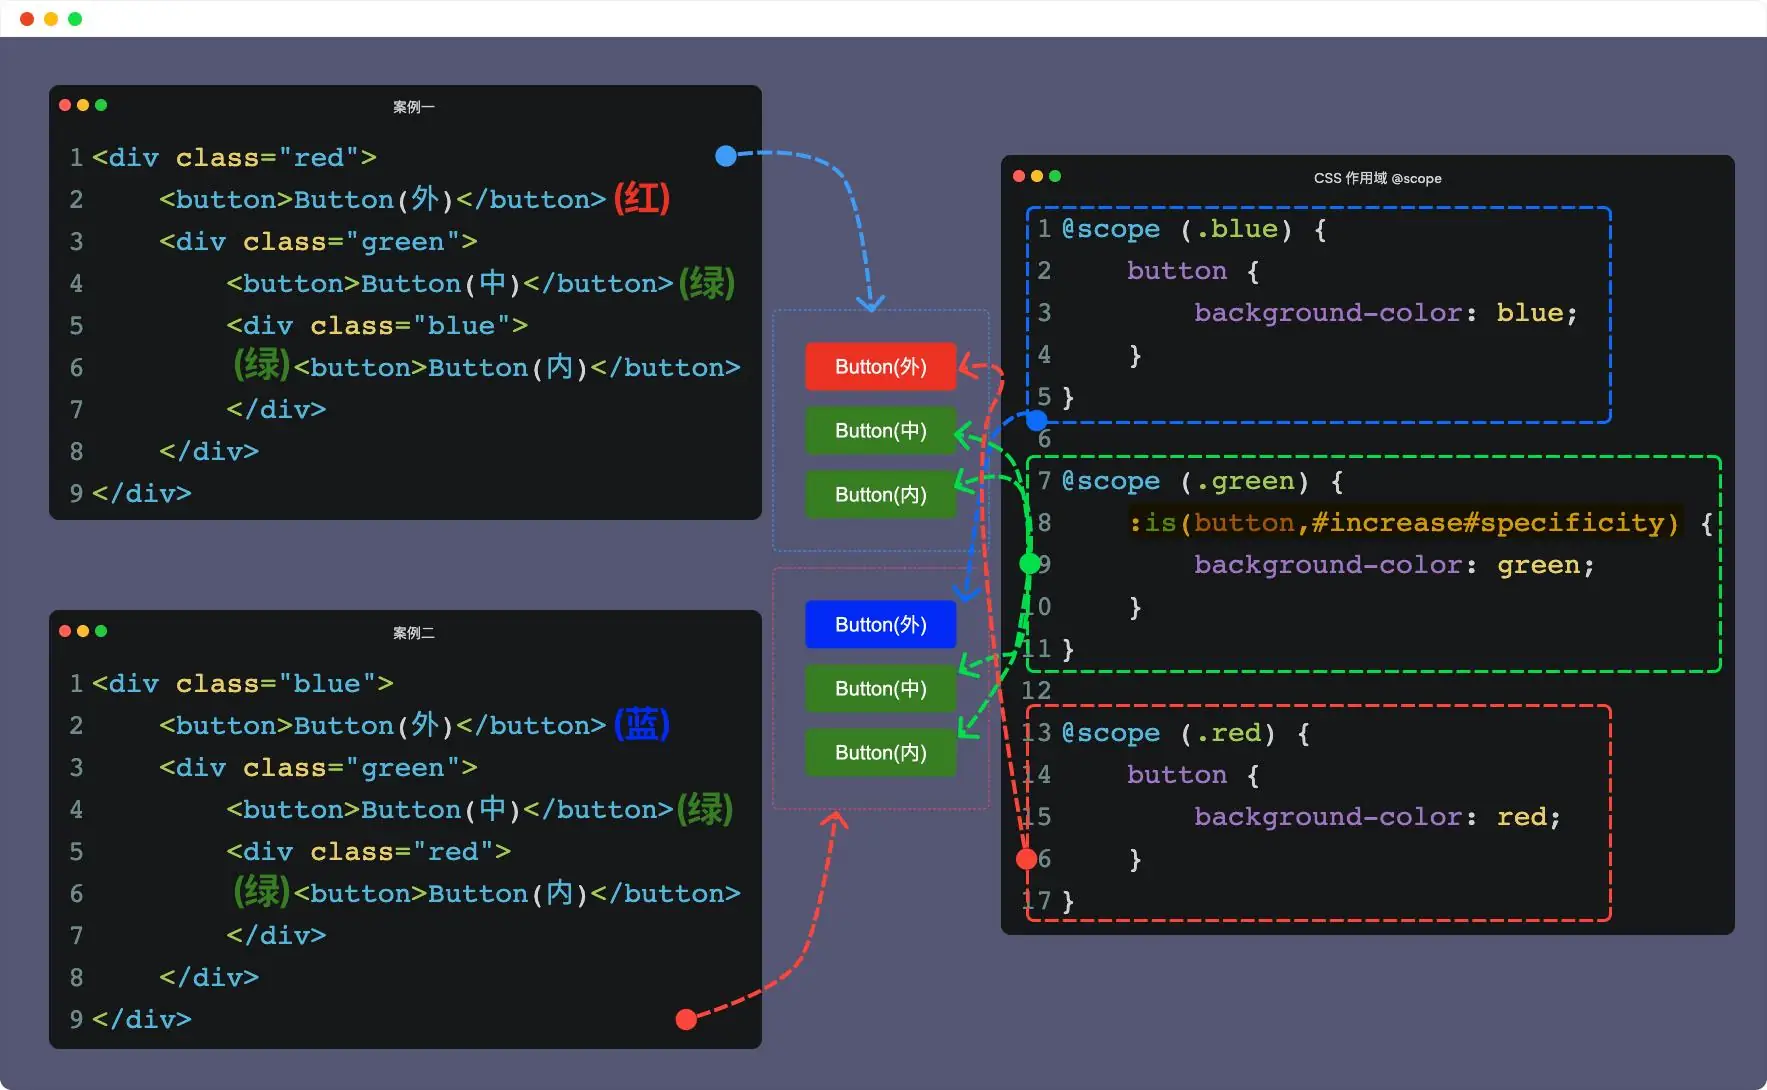 案例一
1 <div class="red">
2 <button>Button(外)</button> (红)
3 <div class="green">
4 <button>Button(中)</button> (绿)
5 <div class="blue">
6 (绿) <button>Button(内)</button>
7 </div>
8 </div>
9 </div>
案例二
1 <div class="blue">
2 <button>Button(外)</button> (蓝)
3 <div class="green">
4 <button>Button(中)</button> (绿)
5 <div class="red">
6 (绿) <button>Button(内)</button>
7 </div>
8 </div>
9 </div>
Button(外)
Button(中)
Button(内)
Button(外)
Button(中)
Button(内)
CSS 作用域 @scope
1 @scope (.blue) {
2 button {
3 background-color: blue;
4 }
5 }
6
7 @scope (.green) {
8 :is(button,#increase#specificity) {
9 background-color: green;
10 }
11 }
12
13 @scope (.red) {
14 button {
15 background-color: red;
16 }
17 }